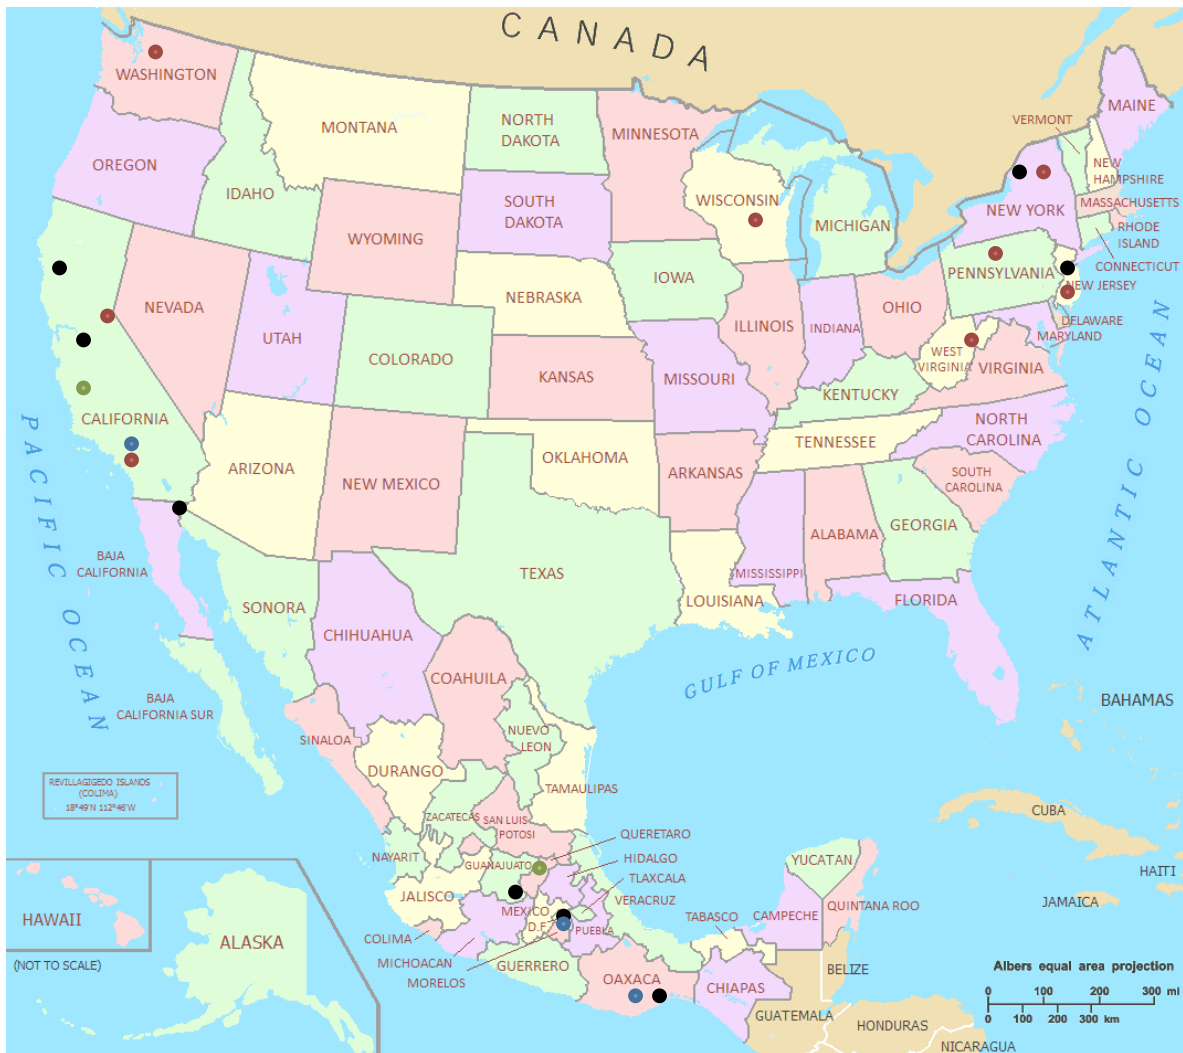 CANADA
WASHINGTON
MONTANA
NORTH
DAKOTA
MINNESOTA
MAINE
VERMONT
OREGON
IDAHO
SOUTH
DAKOTA
WISCONSIN
MICHIGAN
NEW
HAMPSHIRE
MASSACHUSETTS
NEW YORK
RHODE
ISLAND
CONNECTICUT
WYOMING
IOWA
PENNSYLVANIA
NEW JERSEY
NEVADA
UTAH
COLORADO
NEBRASKA
ILLINOIS
INDIANA
OHIO
DELAWARE
MARYLAND
WEST
VIRGINIA
VIRGINIA
KANSAS
MISSOURI
KENTUCKY
CALIFORNIA
ARIZONA
NEW MEXICO
OKLAHOMA
ARKANSAS
TENNESSEE
NORTH
CAROLINA
SOUTH
CAROLINA
PACIFIC OCEAN
ATLANTIC OCEAN
TEXAS
MISSISSIPPI
ALABAMA
GEORGIA
LOUISIANA
FLORIDA
BAJA
CALIFORNIA
SONORA
CHIHUAHUA
COAHUILA
GULF OF MEXICO
BAHAMAS
BAJA
CALIFORNIA SUR
SINALOA
DURANGO
NUEVO
LEON
TAMAULIPAS
REVILLAGIGEDO ISLANDS
(COLIMA)
18°49'N 112°46'W
ZACATECAS
SAN LUIS
POTOSI
CUBA
NAYARIT
GUANAJUATO
QUERETARO
HIDALGO
TLAXCALA
VERACRUZ
YUCATAN
HAITI
JALISCO
MEXICO
D.F.
PUEBLA
TABASCO
CAMPECHE
QUINTANA ROO
JAMAICA
COLIMA
MICHOACAN
MORELOS
GUERRERO
OAXACA
CHIAPAS
BELIZE
GUATEMALA
HONDURAS
NICARAGUA
HAWAII
ALASKA
(NOT TO SCALE)
Albers equal area projection
0 100 200 300 mi
0 100 200 300 km